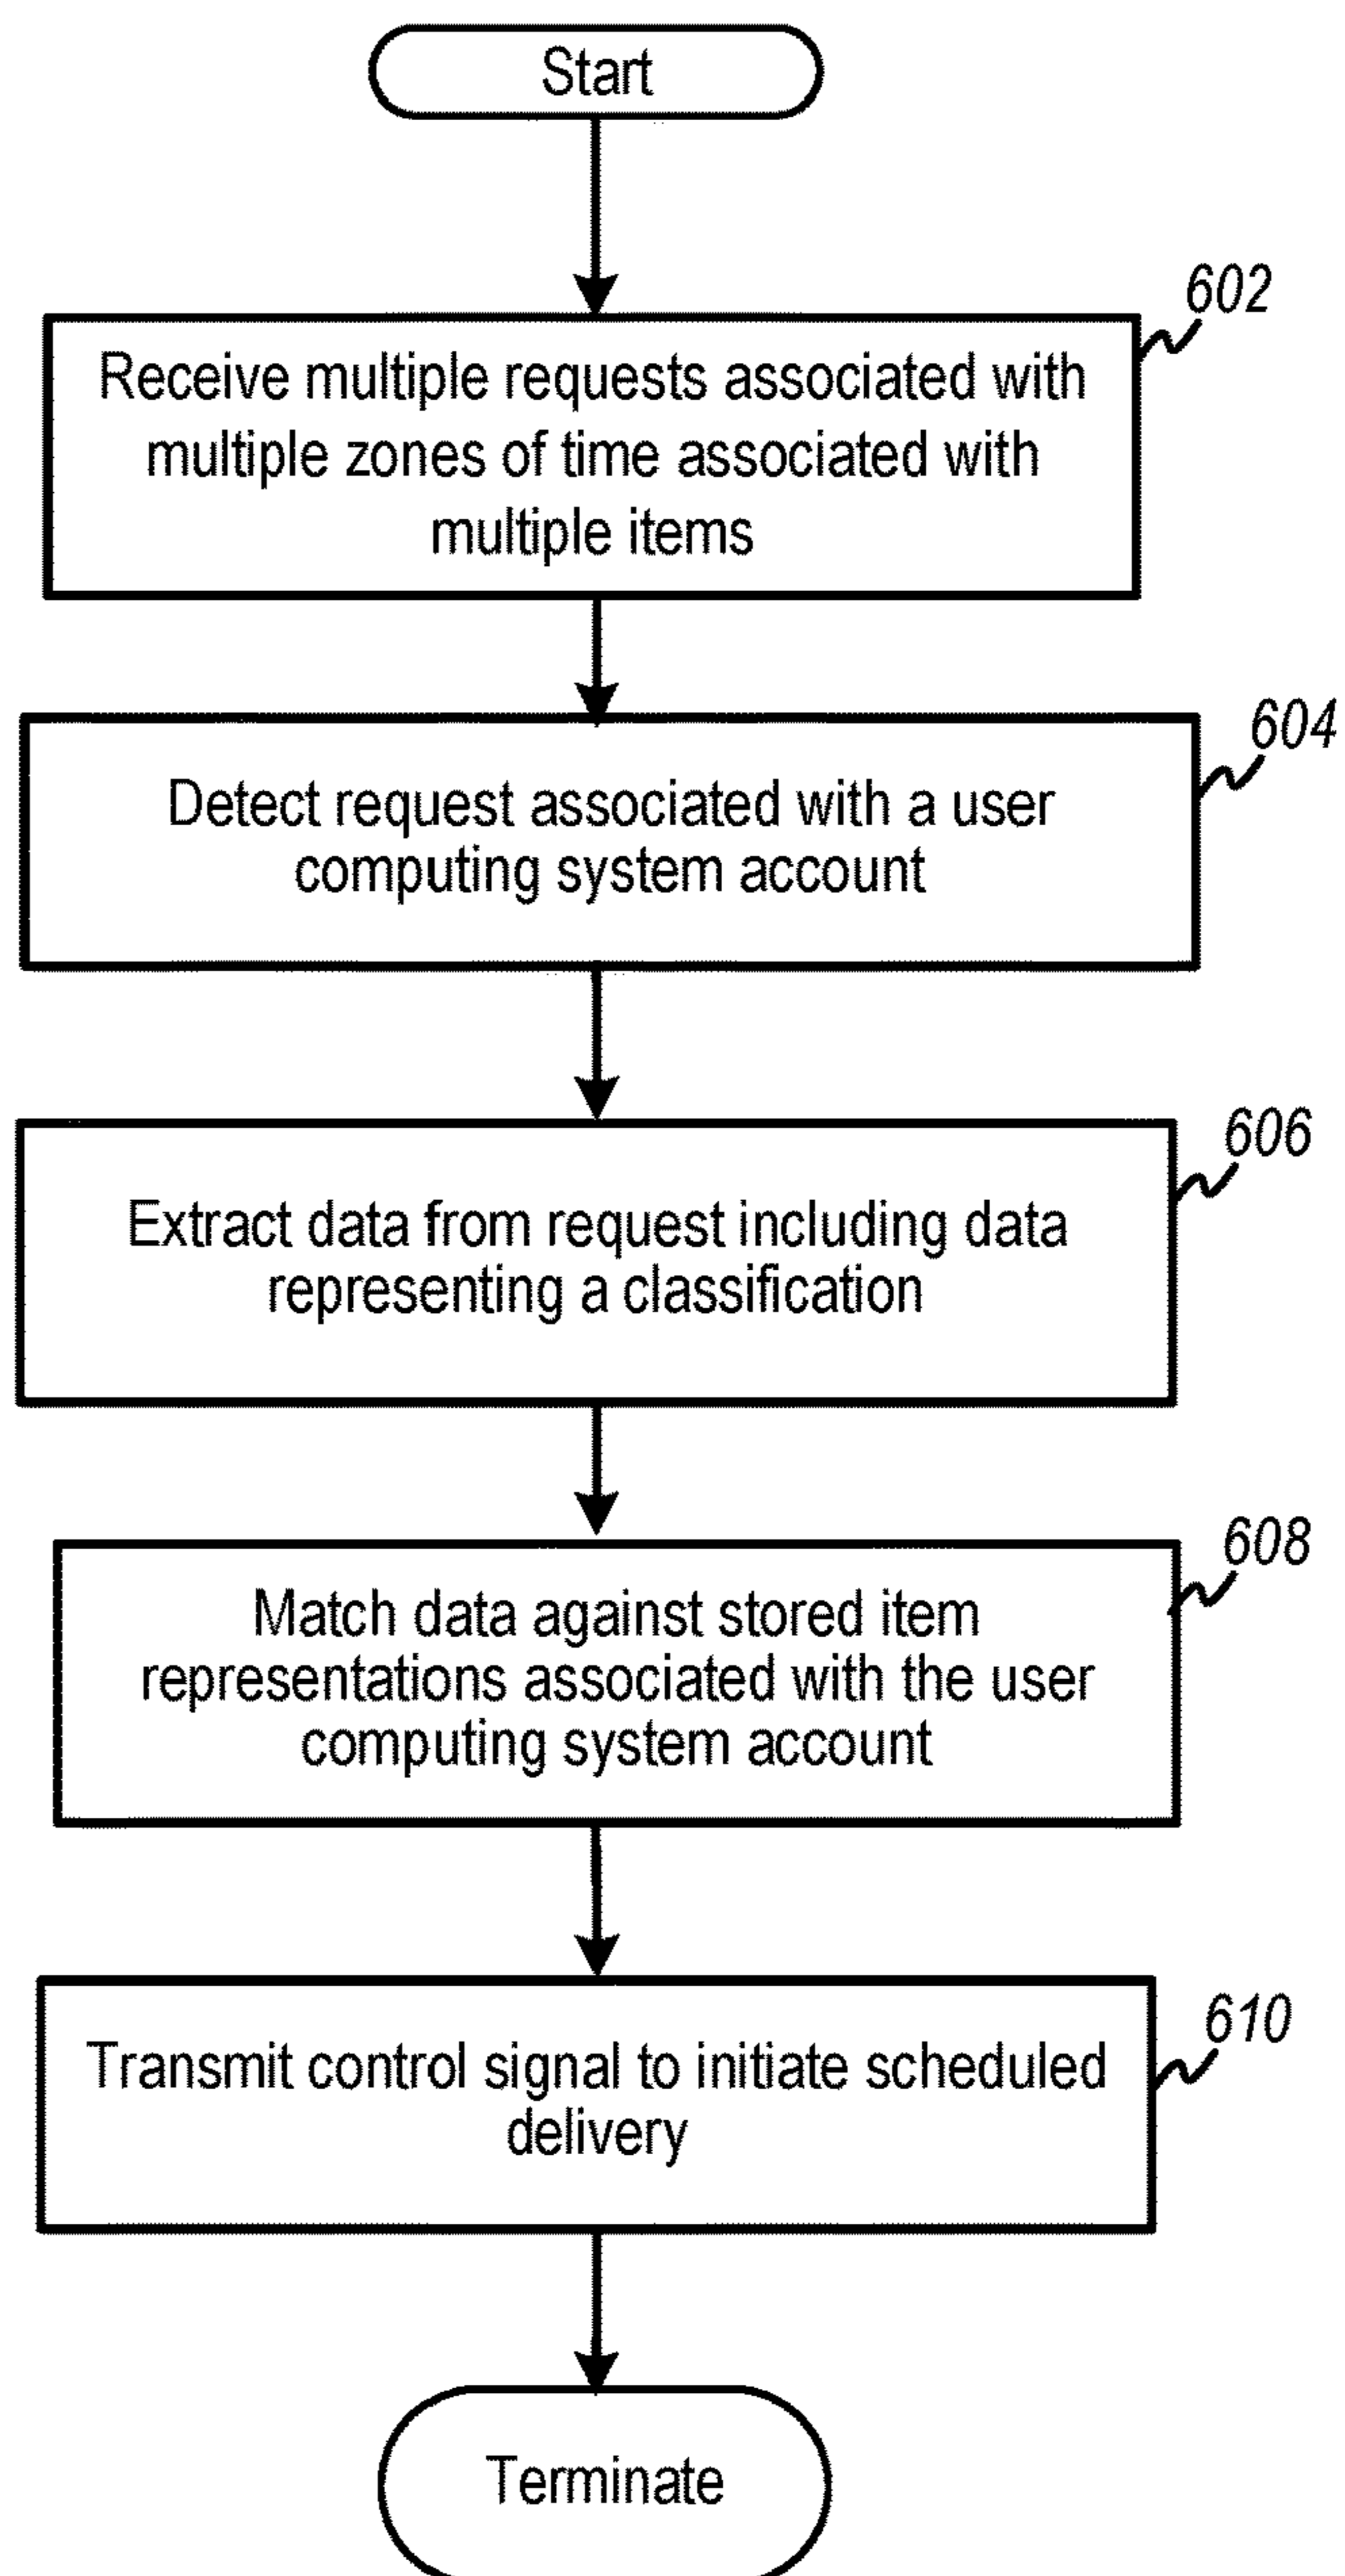 Start
602
Receive multiple requests associated with
multiple zones of time associated with
multiple items
604
Detect request associated with a user
computing system account
606
Extract data from request including data
representing a classification
608
Match data against stored item
representations associated with the user
computing system account
610
Transmit control signal to initiate scheduled
delivery
Terminate